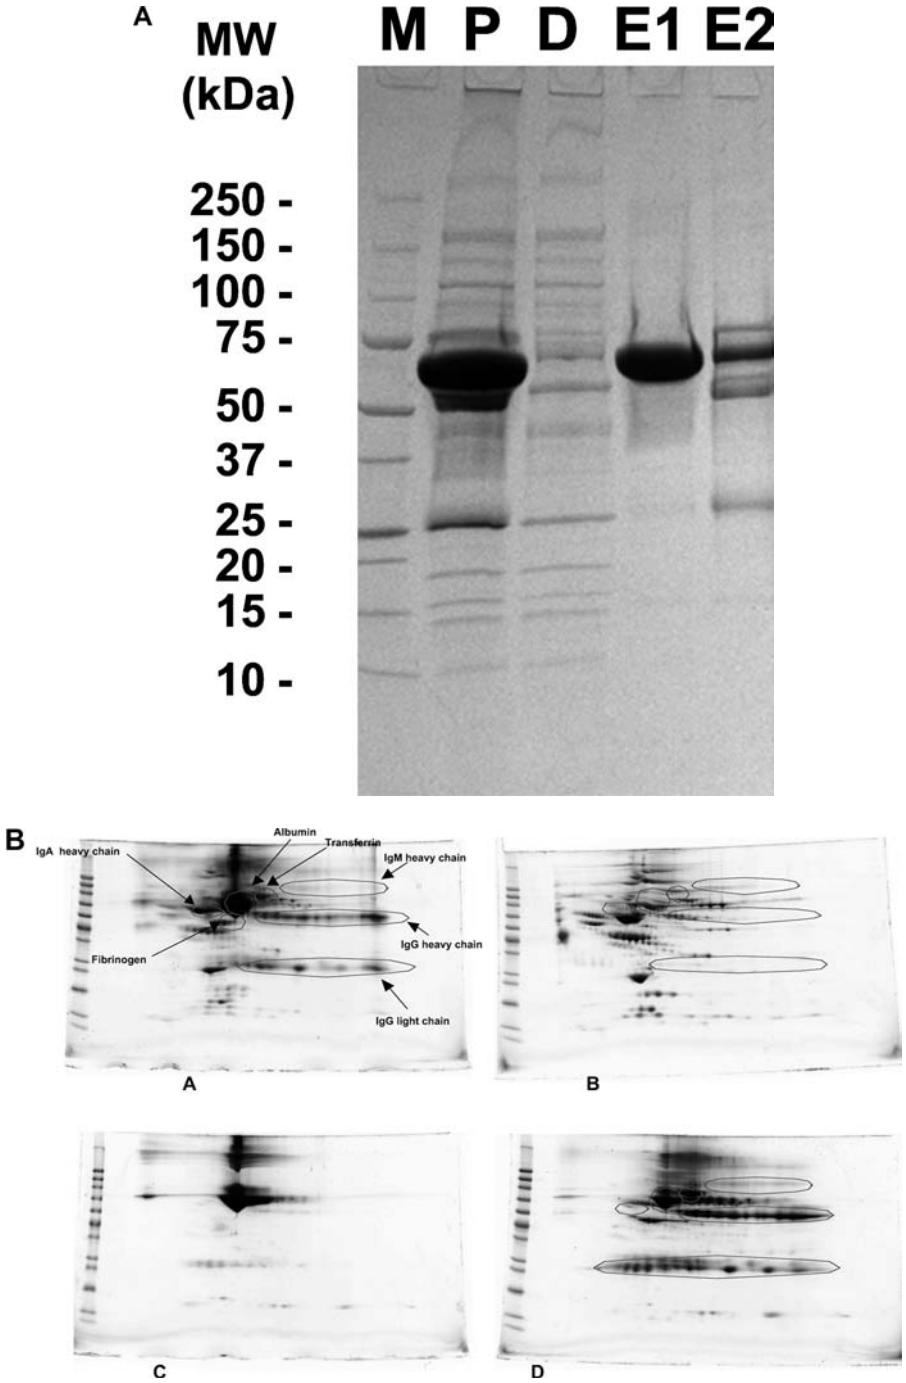 A
MW
(kDa)
M P D E1 E2
250 -
150 -
100 -
75 -
50 -
37 -
25 -
20 -
15 -
10 -
B
Albumin
Transferrin
IgA heavy chain
IgM heavy chain
IgG heavy chain
Fibrinogen
IgG light chain
A
B
C
D